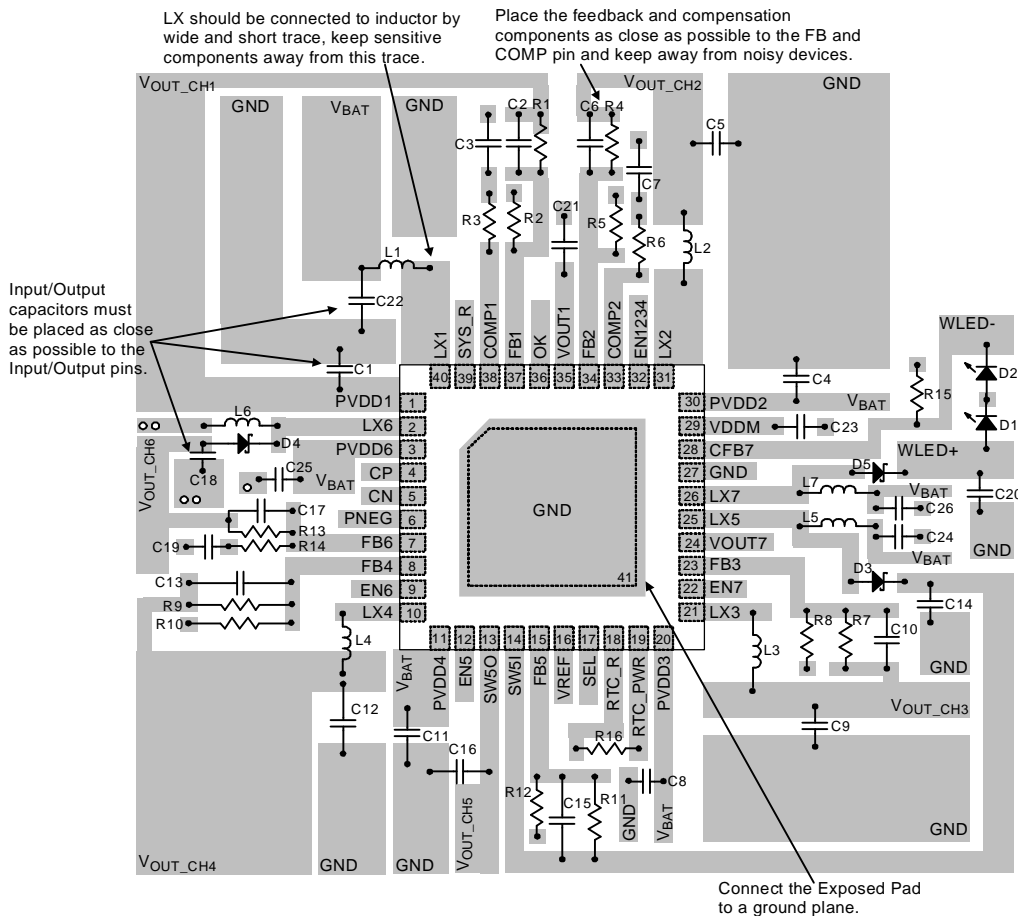 LX should be connected to inductor by
wide and short trace, keep sensitive
components away from this trace.
Place the feedback and compensation
components as close as possible to the FB and
COMP pin and keep away from noisy devices.
VOUT_CH1
GND
VBAT
GND
C2 R1
C6 R4
VOUT_CH2
GND
C3
C5
C7
R3
R2
C21
R5
R6
L2
L1
Input/Output
capacitors must
be placed as close
as possible to the
Input/Output pins.
C22
C1
LX1
SYS_R
COMP1
FB1
OK
VOUT1
FB2
COMP2
EN1234
LX2
40 39 38 37 36 35 34 33 32 31
WLED-
D2
R15
D1
C4
PVDD1 1
30 PVDD2
VBAT
L6
LX6 2
29 VDDM
C23
D4
PVDD6 3
28 CFB7
WLED+
VOUT_CH6
C18
C25
VBAT
CP 4
27 GND
D5
CN 5
26 LX7
L7
VBAT
C20
C26
C17
PNEG 6
GND
25 LX5
L5
R13
C19
R14
FB6 7
24 VOUT7
C24
VBAT
GND
C13
FB4 8
23 FB3
D3
R9
EN6 9
41
22 EN7
C14
R10
LX4 10
21 LX3
L4
L3
R8
R7
C10
GND
11 12 13 14 15 16 17 18 19 20
VBAT
PVDD4
EN5
SW5O
SW5I
FB5
VREF
SEL
RTC_R
RTC_PWR
PVDD3
VOUT_CH3
C12
C11
C9
C16
R16
R12
C15
R11
C8
VOUT_CH4
GND
GND
VOUT_CH5
GND
VBAT
GND
Connect the Exposed Pad
to a ground plane.